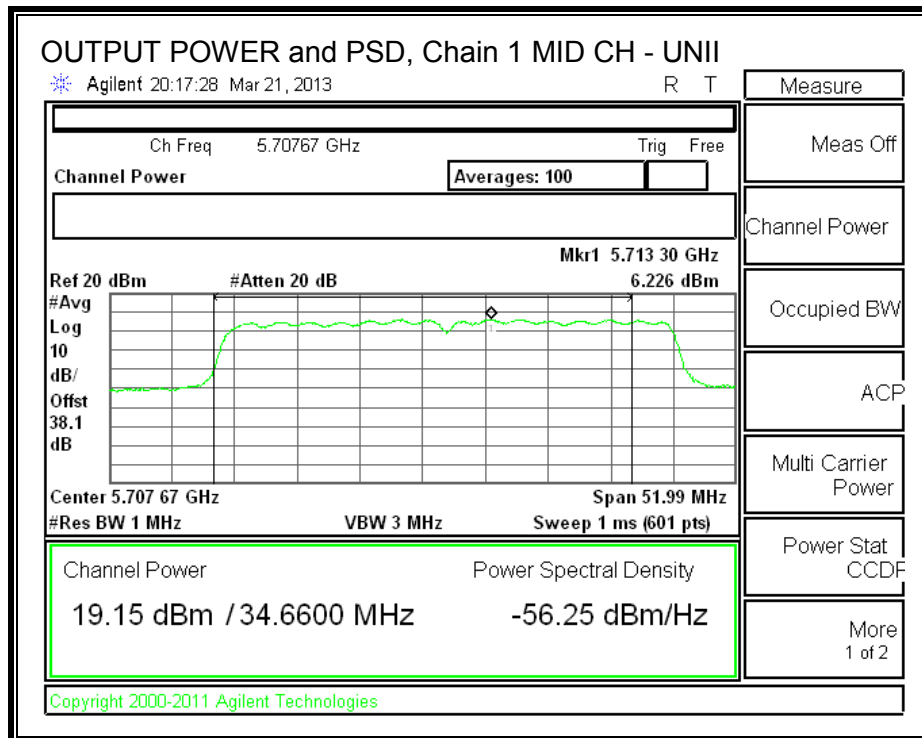 OUTPUT POWER and PSD, Chain 1 MID CH - UNII
Agilent 20:17:28 Mar 21, 2013 R T
Ch Freq 5.70767 GHz Trig Free
Channel Power Averages: 100
Mkr1 5.713 30 GHz
Ref 20 dBm #Atten 20 dB 6.226 dBm
#Avg
Log
10
dB/
Offst
38.1
dB
1
Center 5.707 67 GHz Span 51.99 MHz
#Res BW 1 MHz VBW 3 MHz Sweep 1 ms (601 pts)
Channel Power Power Spectral Density
19.15 dBm / 34.6600 MHz -56.25 dBm/Hz
Copyright 2000-2011 Agilent Technologies
Measure
Meas Off
Channel Power
Occupied BW
ACP
Multi Carrier
Power
Power Stat
CCDF
More
1 of 2